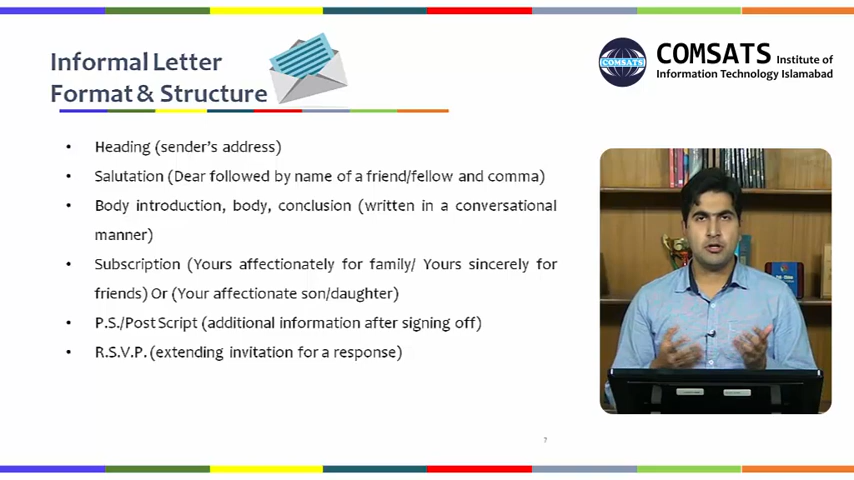 Informal Letter
Format & Structure
COMSATS
COMSATS Institute of
Information Technology Islamabad
• Heading (sender's address)
• Salutation (Dear followed by name of a friend/fellow and comma)
• Body introduction, body, conclusion (written in a conversational
manner)
• Subscription (Yours affectionately for family/ Yours sincerely for
friends) Or (Your affectionate son/daughter)
• P.S./Post Script (additional information after signing off)
• R.S.V.P. (extending invitation for a response)
7